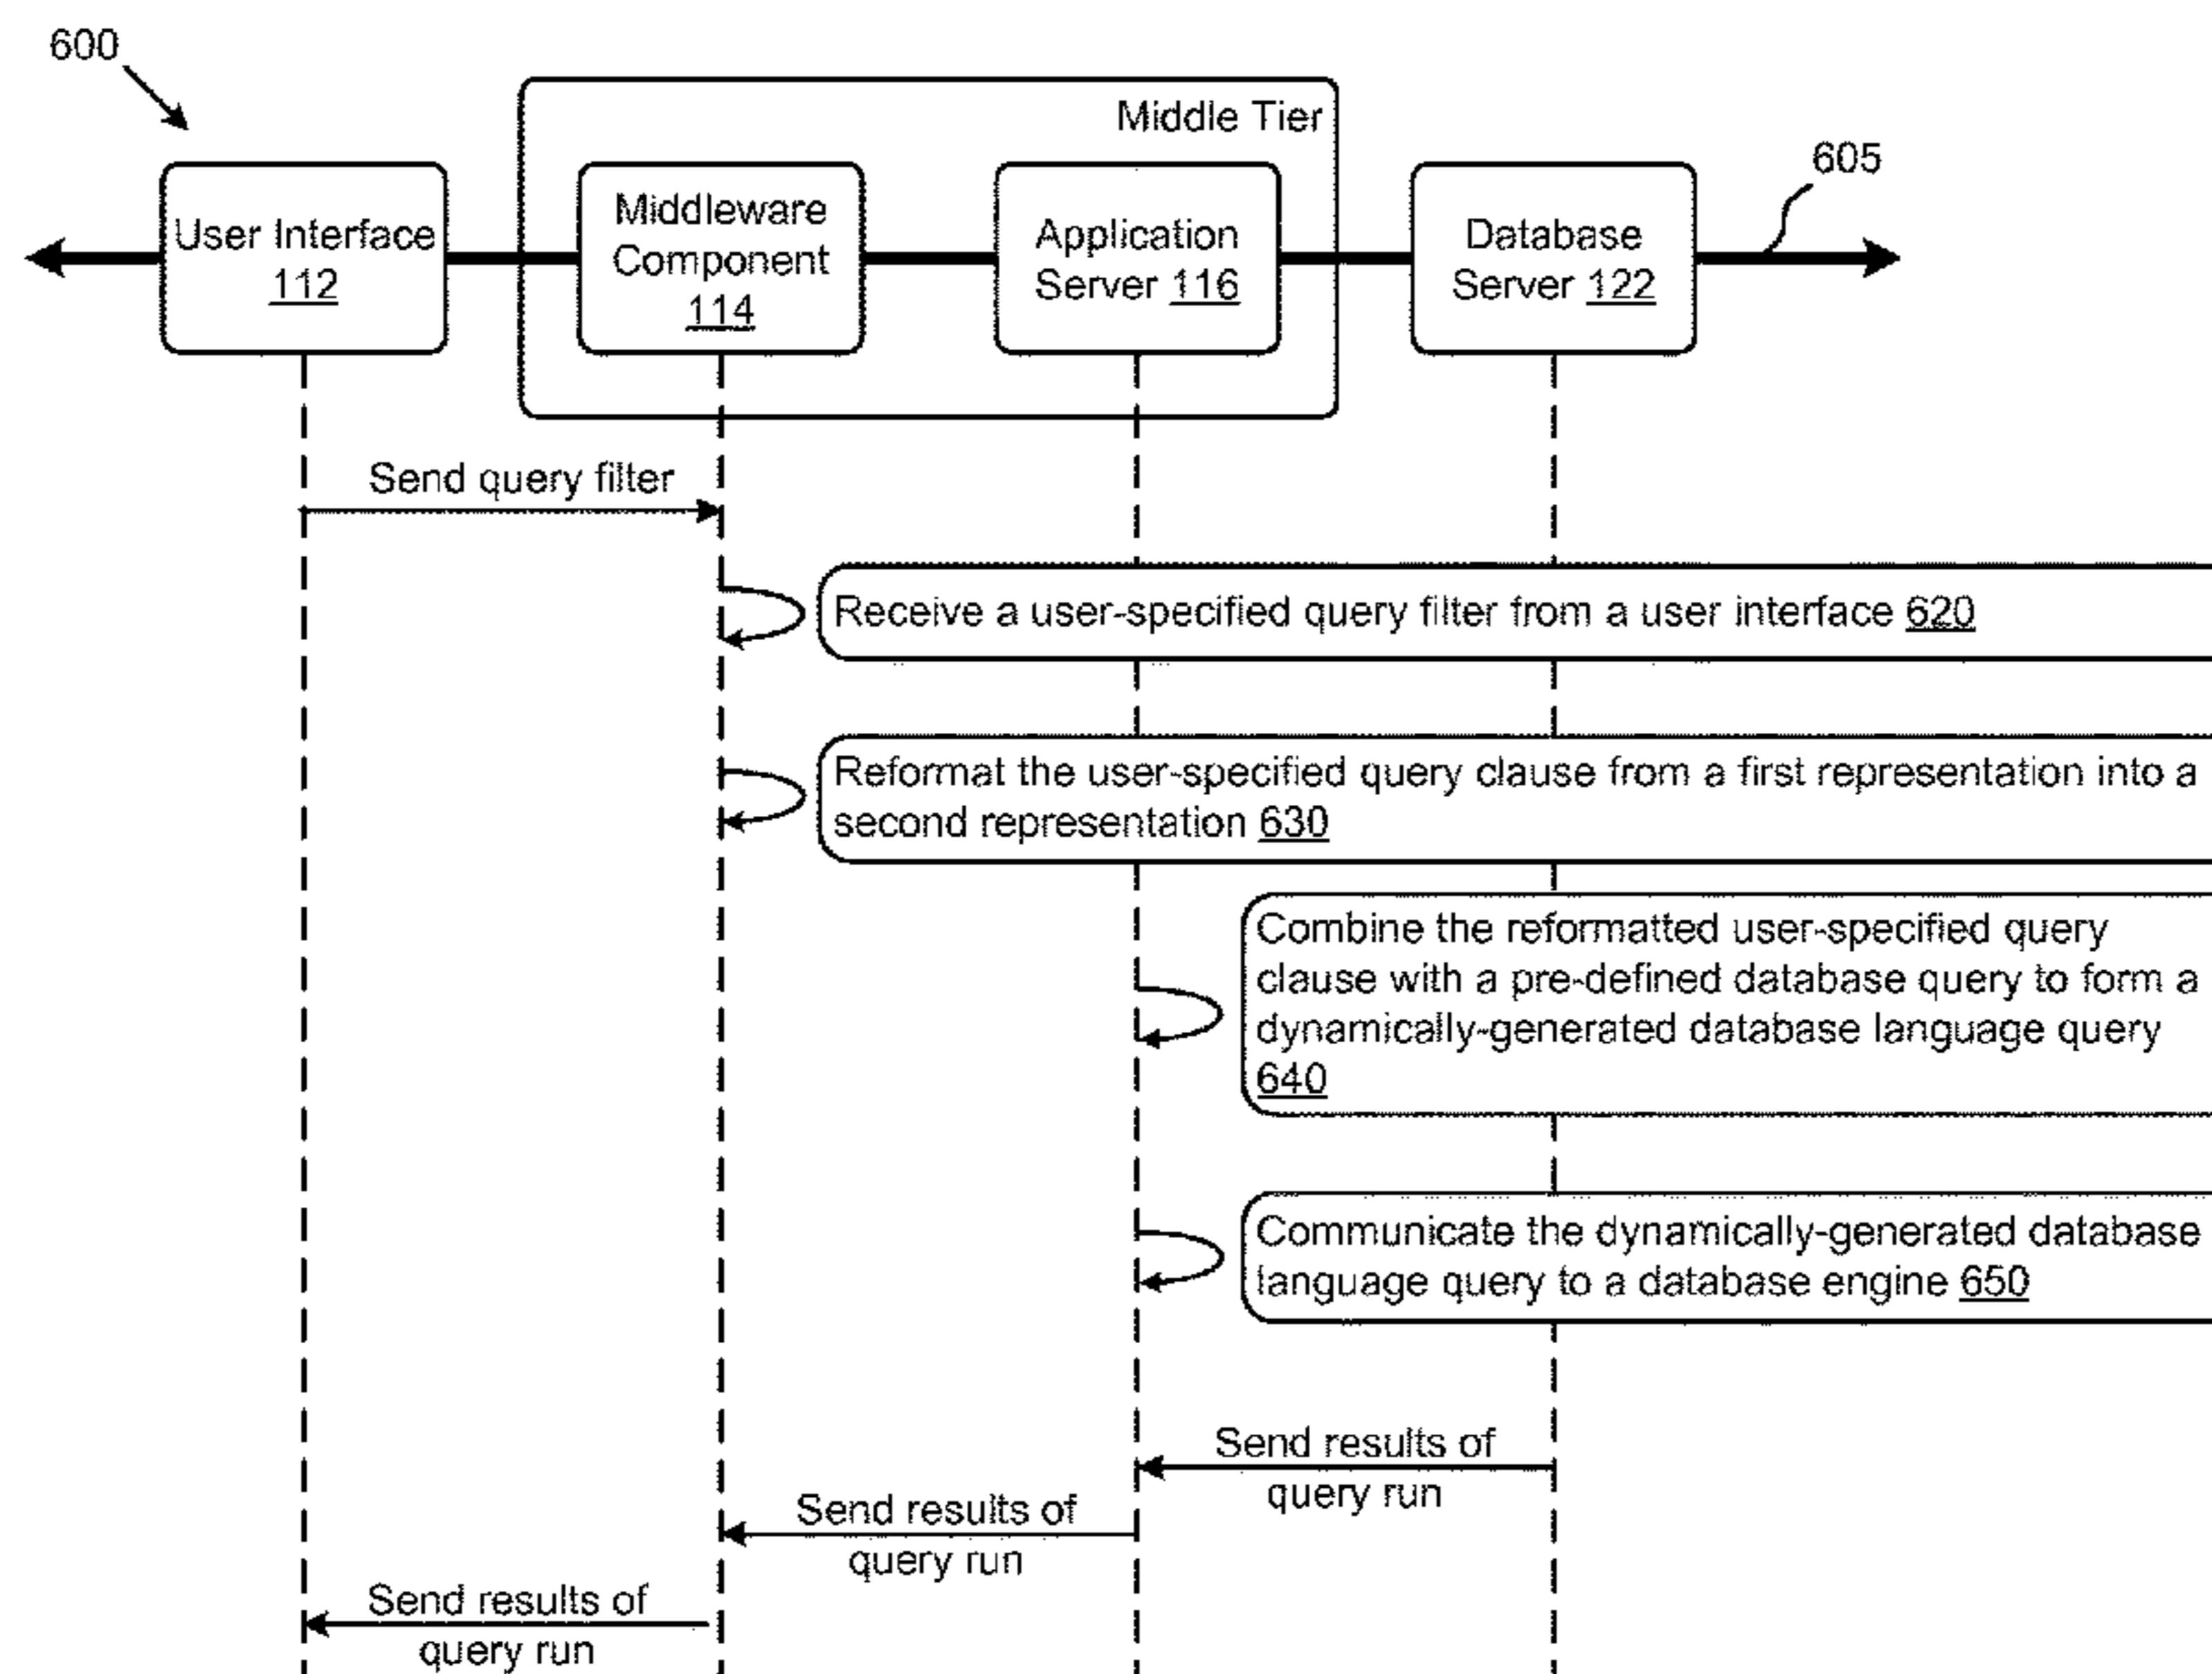 600
Middle Tier
605
User Interface
112
Middleware
Component
114
Application
Server 116
Database
Server 122
Send query filter
Receive a user-specified query filter from a user interface 620
Reformat the user-specified query clause from a first representation into a
second representation 630
Combine the reformatted user-specified query
clause with a pre-defined database query to form a
dynamically-generated database language query
640
Communicate the dynamically-generated database
language query to a database engine 650
Send results of
query run
Send results of
query run
Send results of
query run